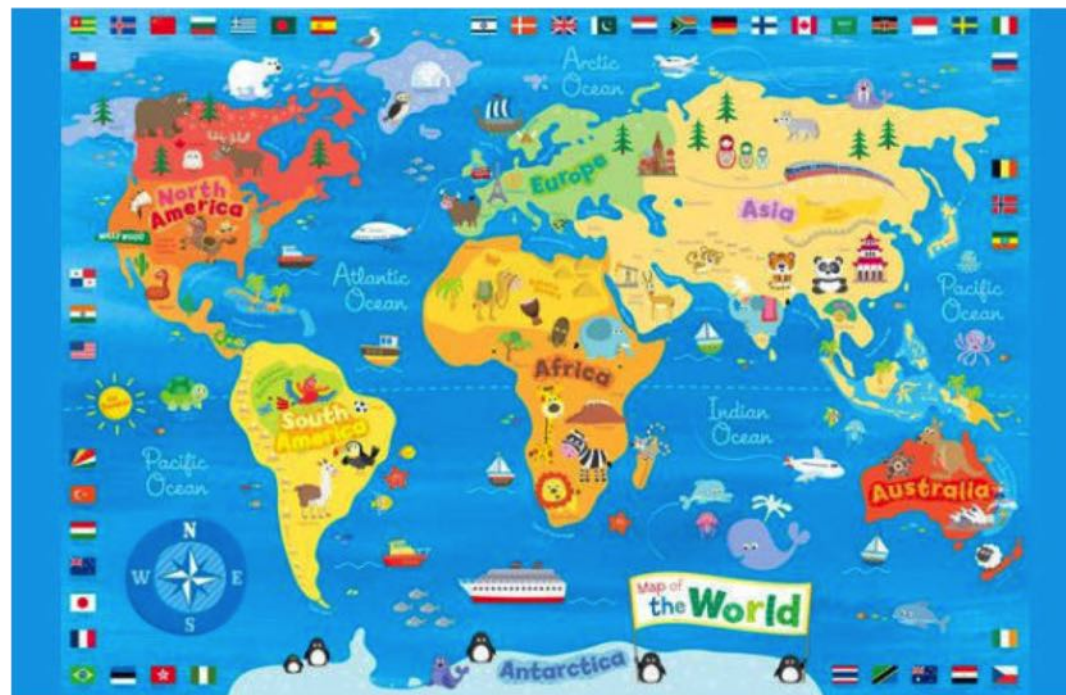 Arctic
Ocean
North
America
Europe
Asia
HOLLYWOOD
Atlantic
Ocean
Pacific
Ocean
Africa
South
America
Indian
Ocean
Pacific
Ocean
Australia
N
W E
S
Map of
the World
Antarctica